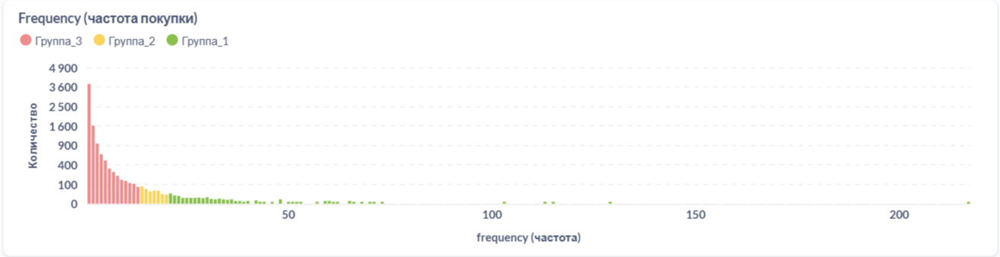 Frequency (частота покупки)
Группа_3 Группа_2 Группа_1
4 900
3 600
2 500
1 600
900
400
100
0
Количество
50 100 150 200
frequency (частота)